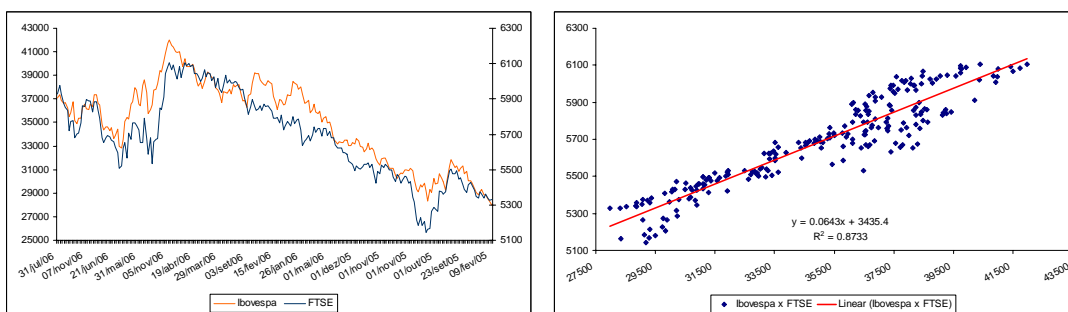 43000
41000
39000
37000
35000
33000
31000
29000
27000
25000
6300
6100
5900
5700
5500
5300
5100
31/jul/06
07/nov/06
21/jun/06
31/mai/06
05/nov/06
19/abr/06
29/mar/06
03/set/06
15/fev/06
26/jan/06
01/mai/06
01/dez/05
01/nov/05
01/nov/05
01/out/05
23/set/05
09/fev/05
Ibovespa
FTSE
6300
6100
5900
5700
5500
5300
5100
27500
29500
31500
33500
35500
37500
39500
41500
43500
y = 0.0643x + 3435.4
R² = 0.8733
Ibovespa x FTSE
Linear (Ibovespa x FTSE)